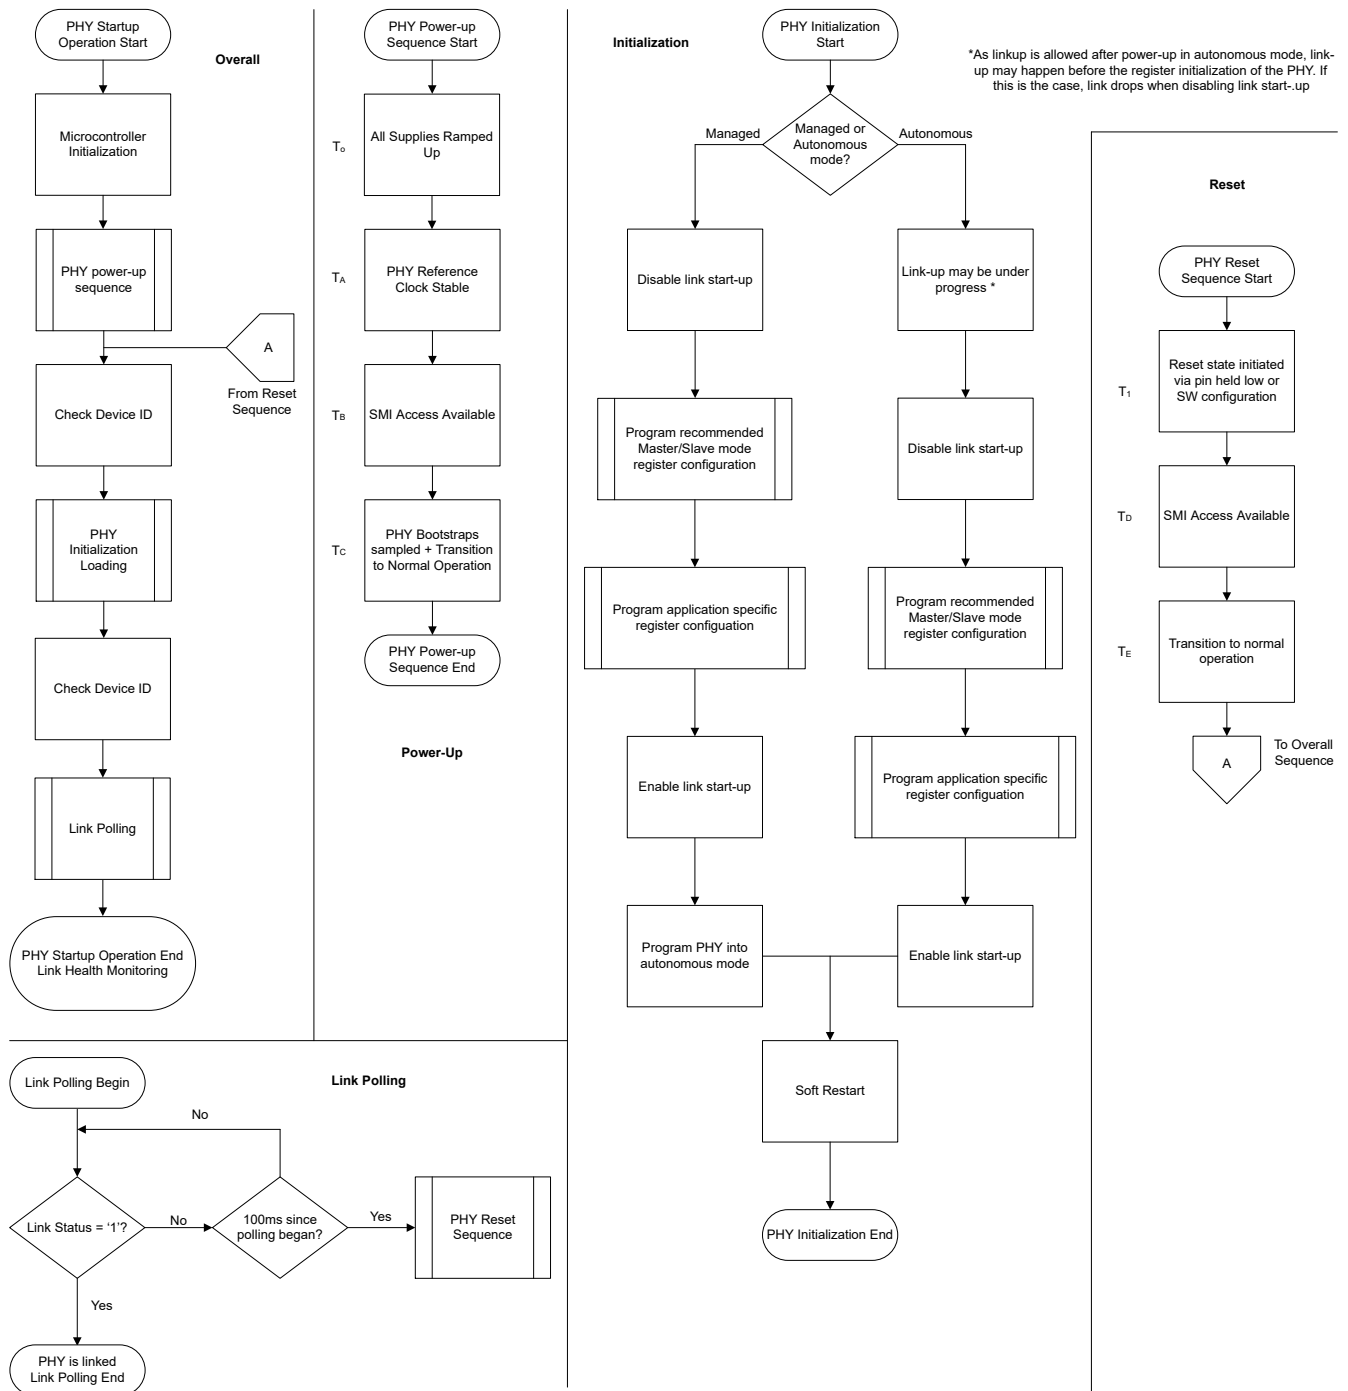 PHY Startup
Operation Start
Overall
Microcontroller
Initialization
PHY power-up
sequence
A
From Reset
Sequence
Check Device ID
PHY
Initialization
Loading
Check Device ID
Link Polling
PHY Startup Operation End
Link Health Monitoring
PHY Power-up
Sequence Start
To
All Supplies Ramped
Up
TA
PHY Reference
Clock Stable
TB
SMI Access Available
TC
PHY Bootstraps
sampled + Transition
to Normal Operation
PHY Power-up
Sequence End
Power-Up
Initialization
PHY Initialization
Start
*As linkup is allowed after power-up in autonomous mode, link-
up may happen before the register initialization of the PHY. If
this is the case, link drops when disabling link start-.up
Managed
Managed or
Autonomous
mode?
Autonomous
Disable link start-up
Program recommended
Master/Slave mode
register configuration
Program application specific
register configuation
Enable link start-up
Program PHY into
autonomous mode
Link-up may be under
progress *
Disable link start-up
Program recommended
Master/Slave mode
register configuration
Program application specific
register configuation
Enable link start-up
Soft Restart
PHY Initialization End
Reset
PHY Reset
Sequence Start
T1
Reset state initiated
via pin held low or
SW configuration
TD
SMI Access Available
TE
Transition to normal
operation
A
To Overall
Sequence
Link Polling Begin
Link Polling
No
Link Status = ‘1’?
No
100ms since
polling began?
Yes
PHY Reset
Sequence
Yes
PHY is linked
Link Polling End